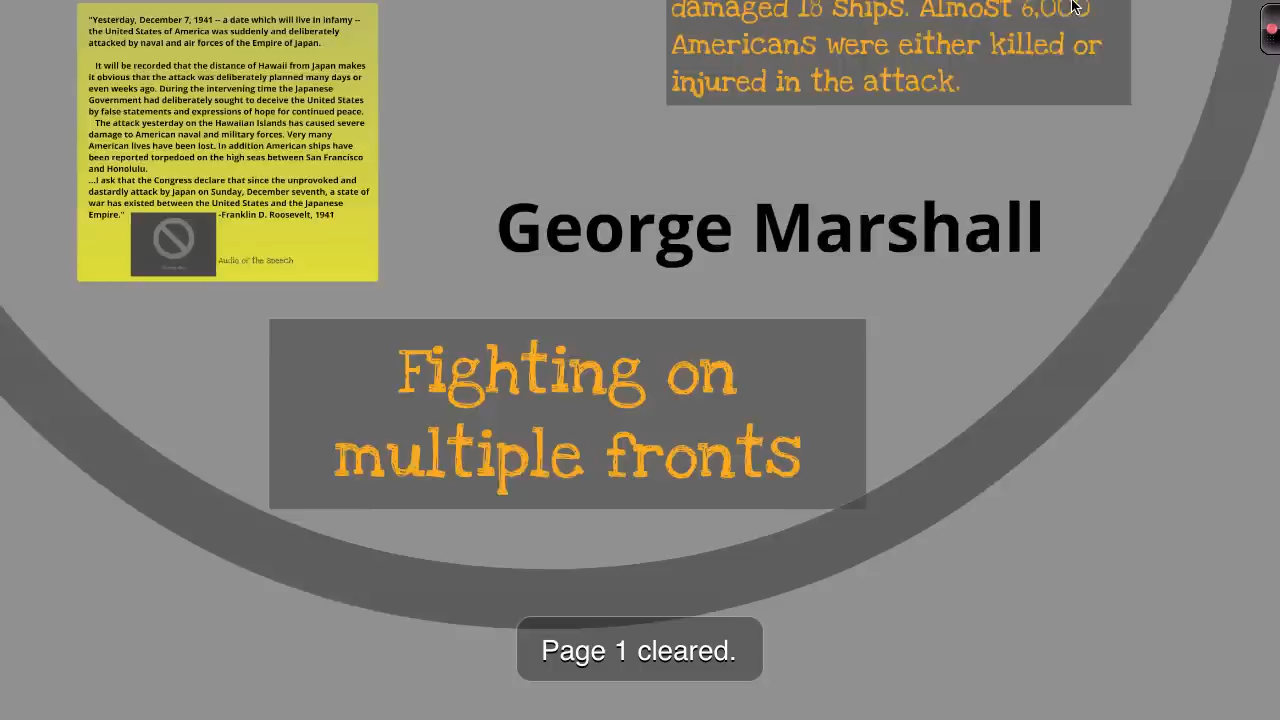 "Yesterday, December 7, 1941 -- a date which will live in infamy --
the United States of America was suddenly and deliberately
attacked by naval and air forces of the Empire of Japan.
It will be recorded that the distance of Hawaii from Japan makes
it obvious that the attack was deliberately planned many days or
even weeks ago. During the intervening time the Japanese
Government had deliberately sought to deceive the United States
by false statements and expressions of hope for continued peace.
The attack yesterday on the Hawaiian Islands has caused severe
damage to American naval and military forces. Very many
American lives have been lost. In addition American ships have
been reported torpedoed on the high seas between San Francisco
and Honolulu.
...I ask that the Congress declare that since the unprovoked and
dastardly attack by Japan on Sunday, December seventh, a state of
war has existed between the United States and the Japanese
Empire." -Franklin D. Roosevelt, 1941
Audio of the Speech
damaged 18 ships. Almost 6,000
Americans were either killed or
injured in the attack.
George Marshall
Fighting on
multiple fronts
Page 1 cleared.